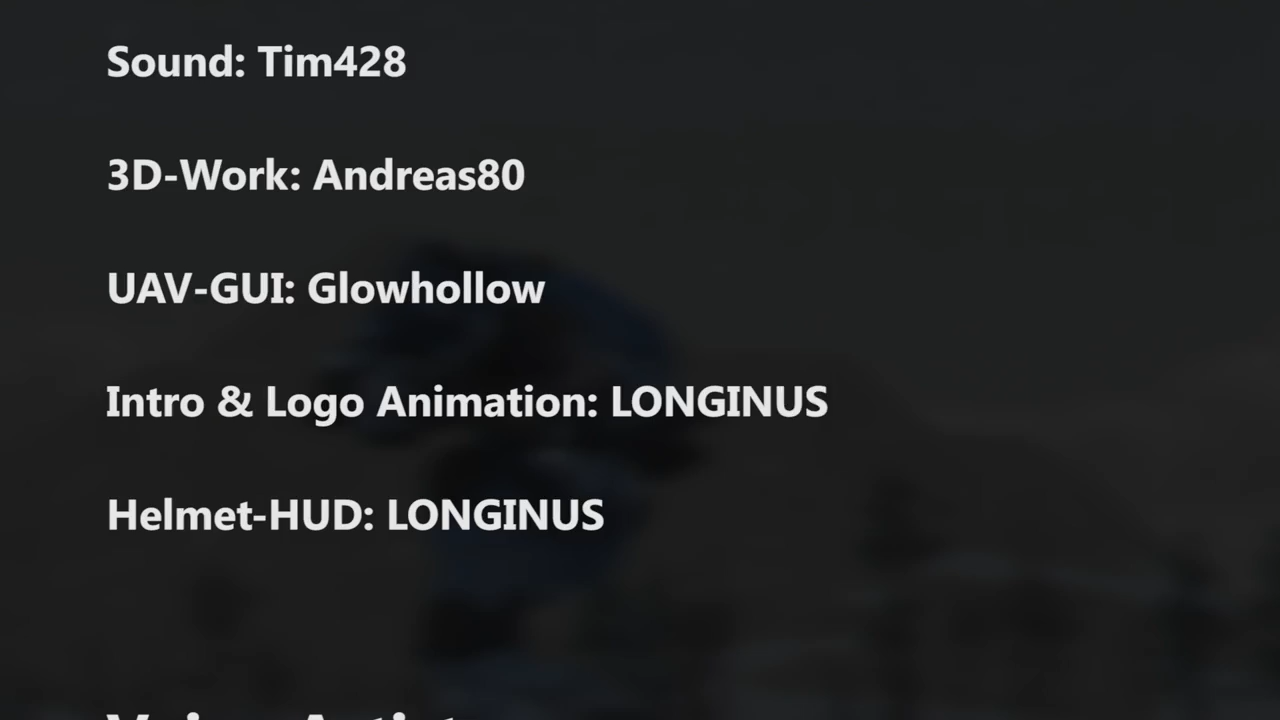 Sound: Tim428
3D-Work: Andreas80
UAV-GUI: Glowhollow
Intro & Logo Animation: LONGINUS
Helmet-HUD: LONGINUS